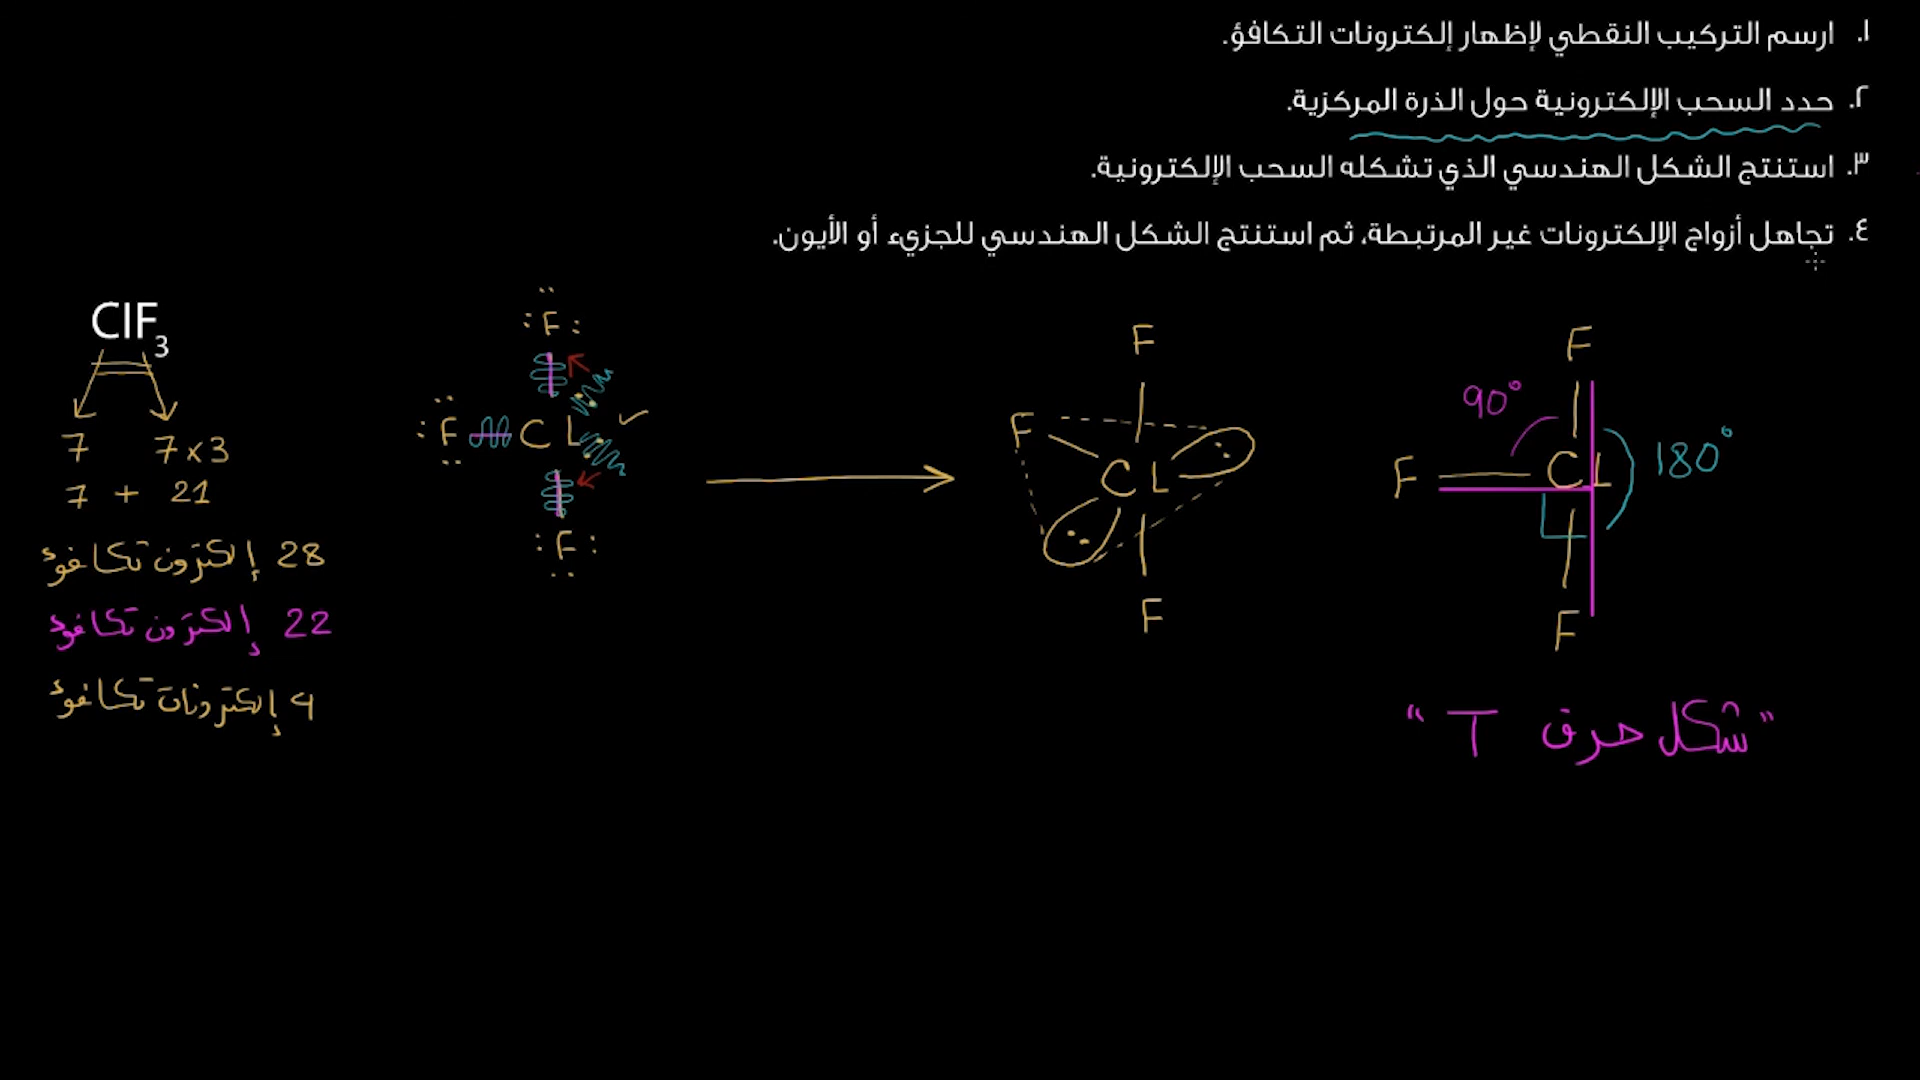 ١. ارسم التركيب النقطي لإظهار إلكترونات التكافؤ.
٢. حدد السحب الإلكترونية حول الذرة المركزية.
٣. استنتج الشكل الهندسي الذي تشكله السحب الإلكترونية.
٤. تجاهل أزواج الإلكترونات غير المرتبطة، ثم استنتج الشكل الهندسي للجزيء أو الأيون.
ClF3
7 7x3
7 + 21
28 إلكترون تكافؤ
22 إلكترون تكافؤ
4 إلكترونات تكافؤ
F
F CL
F
F
F CL
F
F
90° 180°
F CL
F
"شكل حرف T"